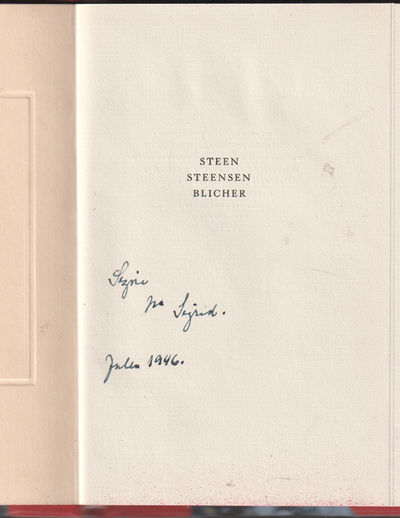 STEEN
STEENSEN
BLICHER
fra Sigrid.
Julen 1946.